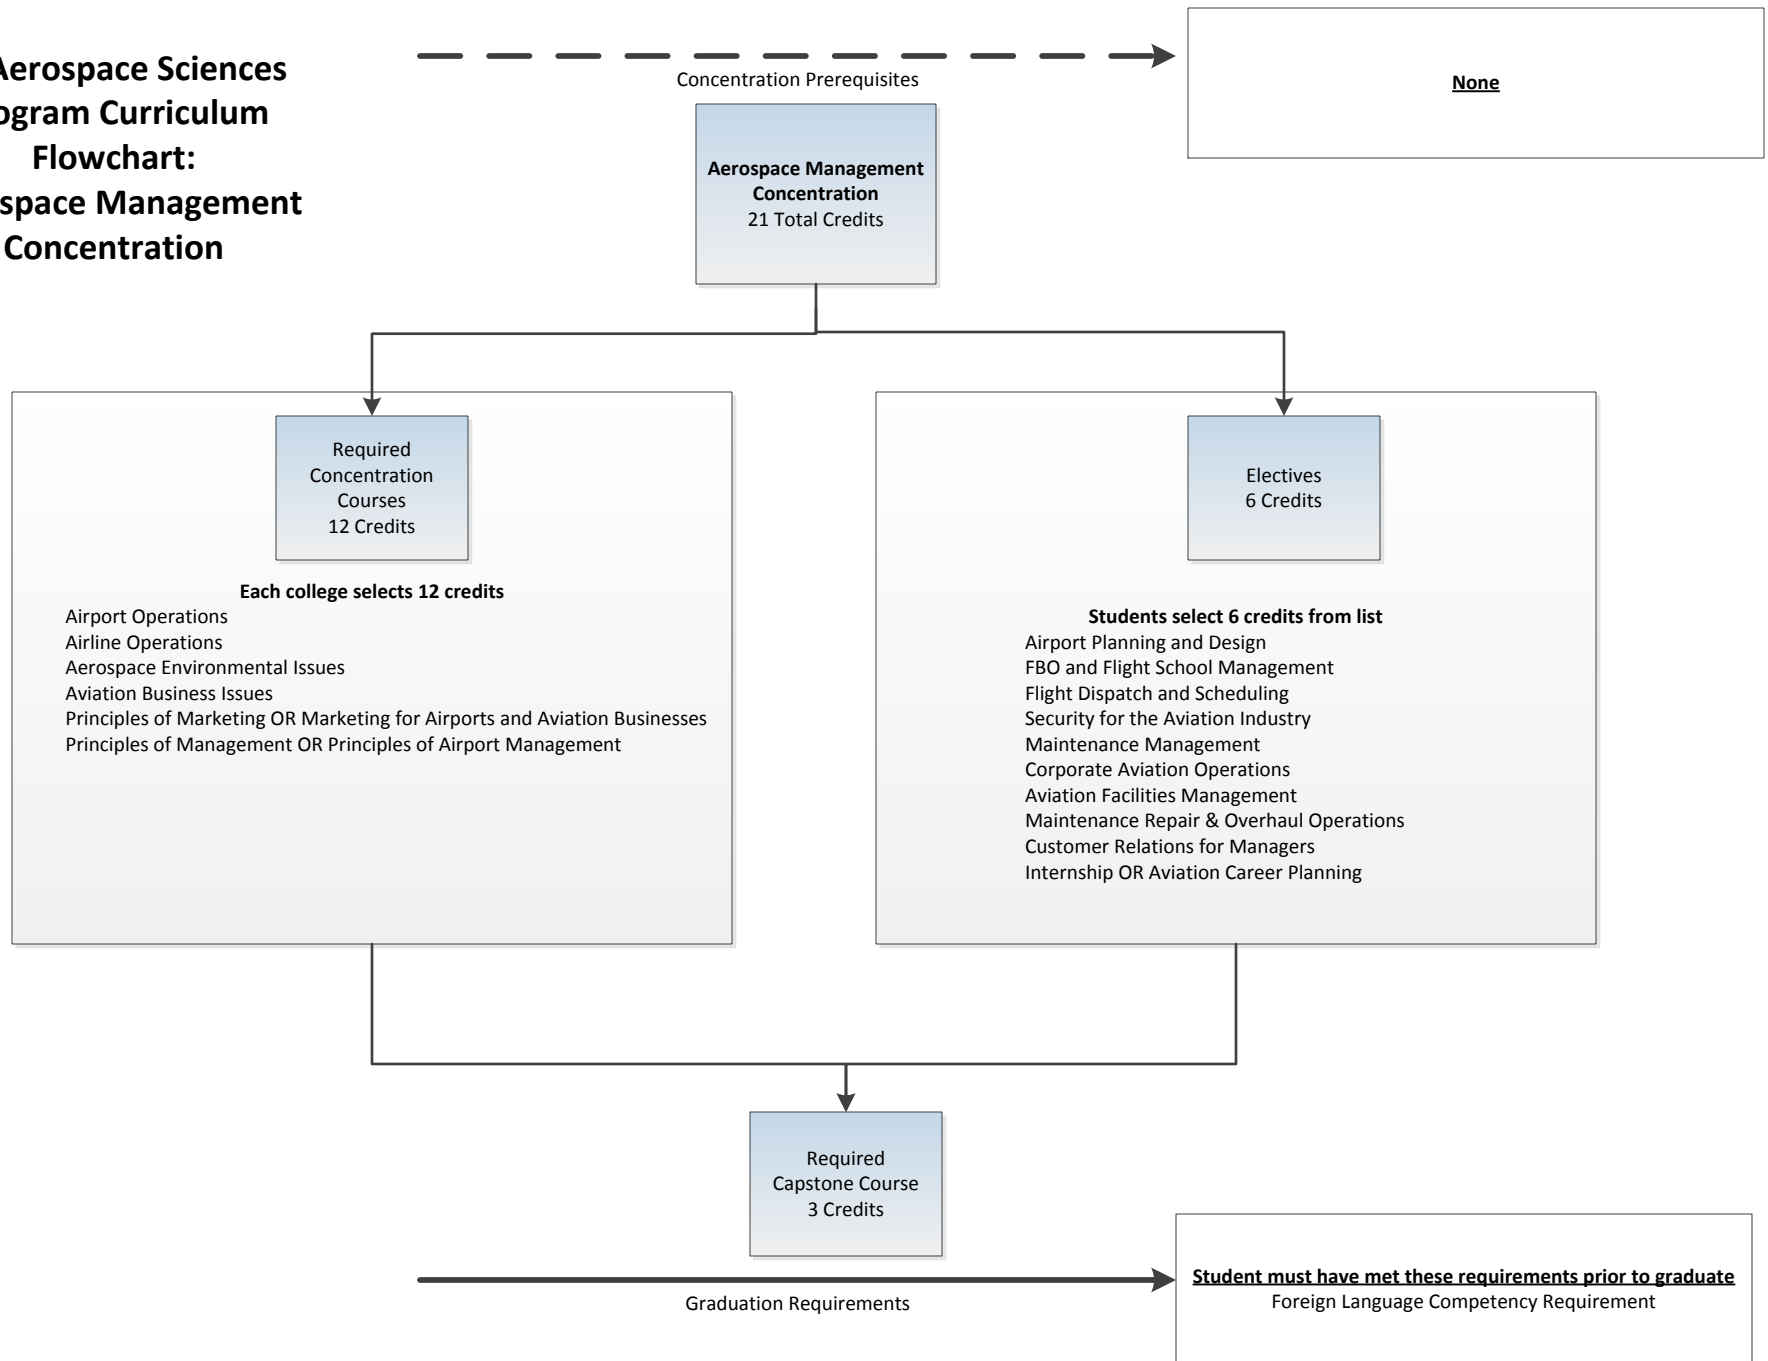 Aerospace Sciences
ogram Curriculum
Flowchart:
space Management
Concentration
Concentration Prerequisites
None
Aerospace Management
Concentration
21 Total Credits
Required
Concentration
Courses
12 Credits
Each college selects 12 credits
Airport Operations
Airline Operations
Aerospace Environmental Issues
Aviation Business Issues
Principles of Marketing OR Marketing for Airports and Aviation Businesses
Principles of Management OR Principles of Airport Management
Electives
6 Credits
Students select 6 credits from list
Airport Planning and Design
FBO and Flight School Management
Flight Dispatch and Scheduling
Security for the Aviation Industry
Maintenance Management
Corporate Aviation Operations
Aviation Facilities Management
Maintenance Repair & Overhaul Operations
Customer Relations for Managers
Internship OR Aviation Career Planning
Required
Capstone Course
3 Credits
Graduation Requirements
Student must have met these requirements prior to graduate
Foreign Language Competency Requirement